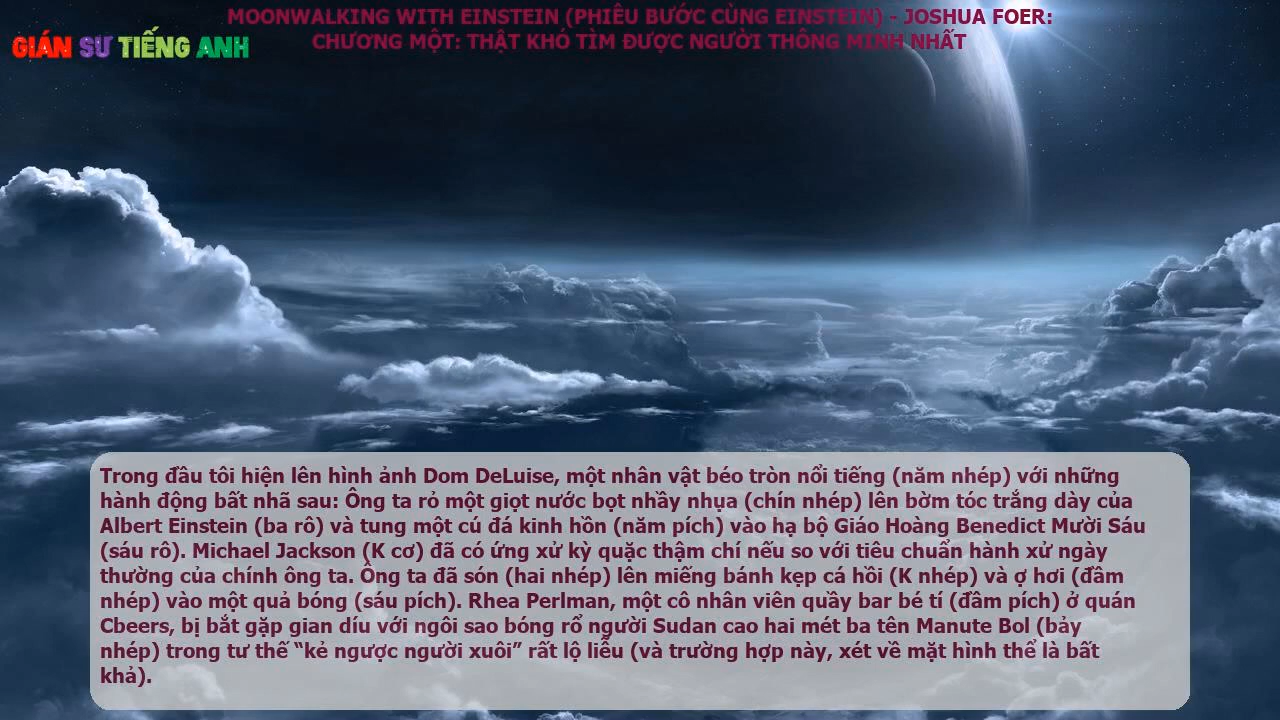 MOONWALKING WITH EINSTEIN (PHIÊU BƯỚC CÙNG EINSTEIN) - JOSHUA FOER:
CHƯƠNG MỘT: THẬT KHÓ TÌM ĐƯỢC NGƯỜI THÔNG MINH NHẤT
GIÁN SỨ TIẾNG ANH
Trong đầu tôi hiện lên hình ảnh Dom DeLuise, một nhân vật béo tròn nổi tiếng (năm nhép) với những
hành động bất nhã sau: Ông ta rỏ một giọt nước bọt nhầy nhụa (chín nhép) lên bờm tóc trắng dày của
Albert Einstein (ba rô) và tung một cú đá kinh hồn (năm pích) vào hạ bộ Giáo Hoàng Benedict Mười Sáu
(sáu rô). Michael Jackson (K cơ) đã có ứng xử kỳ quặc thậm chí nếu so với tiêu chuẩn hành xử ngày
thường của chính ông ta. Ông ta đã són (hai nhép) lên miếng bánh kẹp cá hồi (K nhép) và ợ hơi (đầm
nhép) vào một quả bóng (sáu pích). Rhea Perlman, một cô nhân viên quầy bar bé tí (đầm pích) ở quán
Cbeers, bị bắt gặp gian díu với ngôi sao bóng rổ người Sudan cao hai mét ba tên Manute Bol (bảy
nhép) trong tư thế “kẻ ngược người xuôi” rất lộ liễu (và trường hợp này, xét về mặt hình thể là bất
khả).